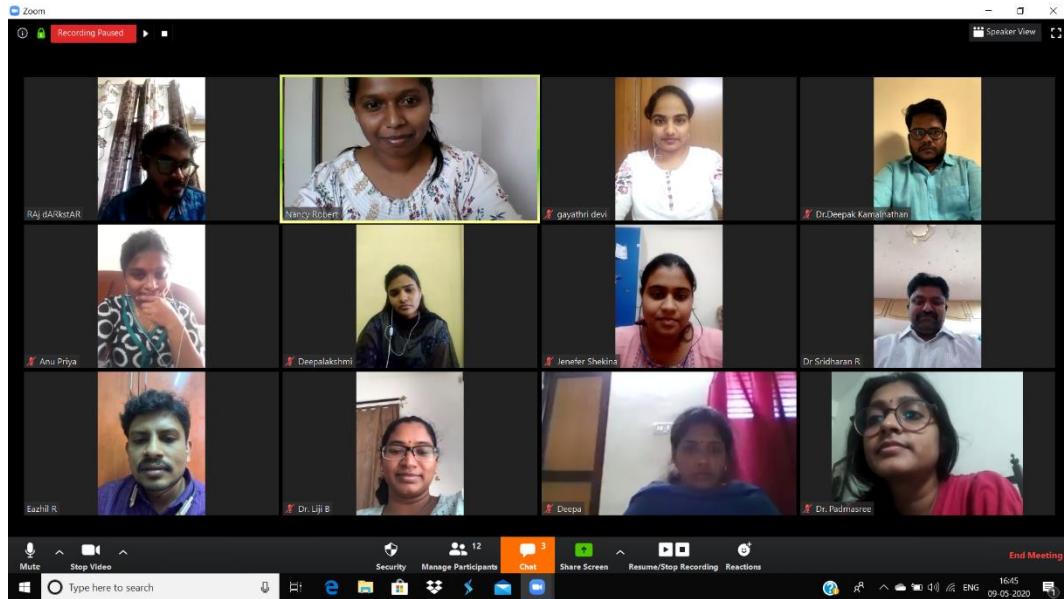 Zoom
Recording Paused
Speaker View
RAj dARkstAR
Nancy Robert
gayathri devi
Dr.Deepak Kamalnathan
Anu Priya
Deepalakshmi
Jenefer Shekina
Dr Sridharan R
Eazhil R
Dr. Liji B
Deepa
Dr. Padmasree
Mute
Stop Video
Security
Manage Participants
12
Chat
3
Share Screen
Resume/Stop Recording
Reactions
End Meeting
Type here to search
ENG
16:45
09-05-2020